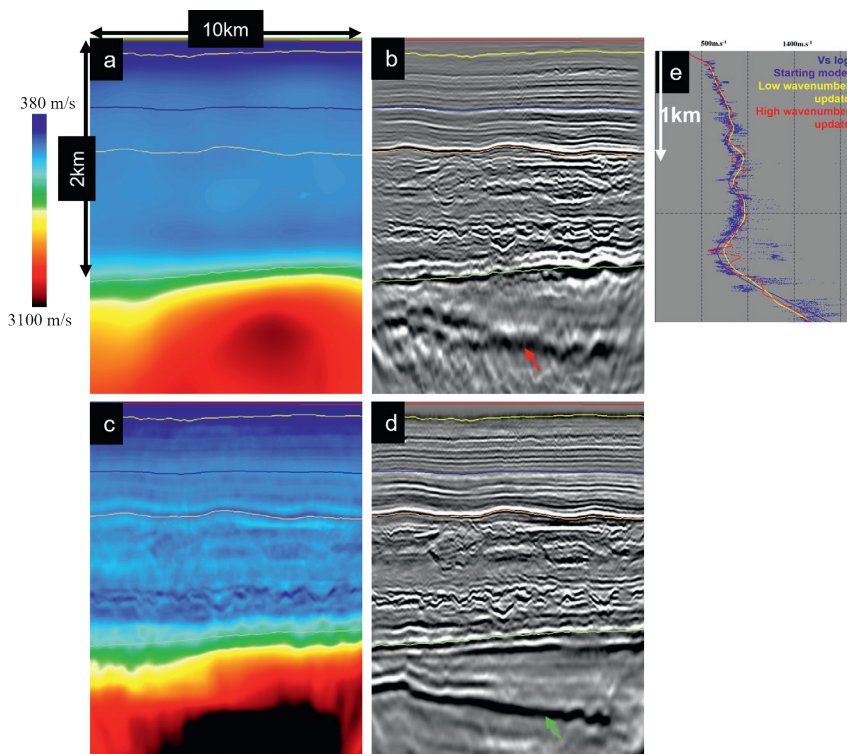 10km
a
b
380 m/s
2km
3100 m/s
c
d
500m.s-1
1400m.s-1
e
Vs log
Starting model
Low wavenumber
update
High wavenumber
update
1km